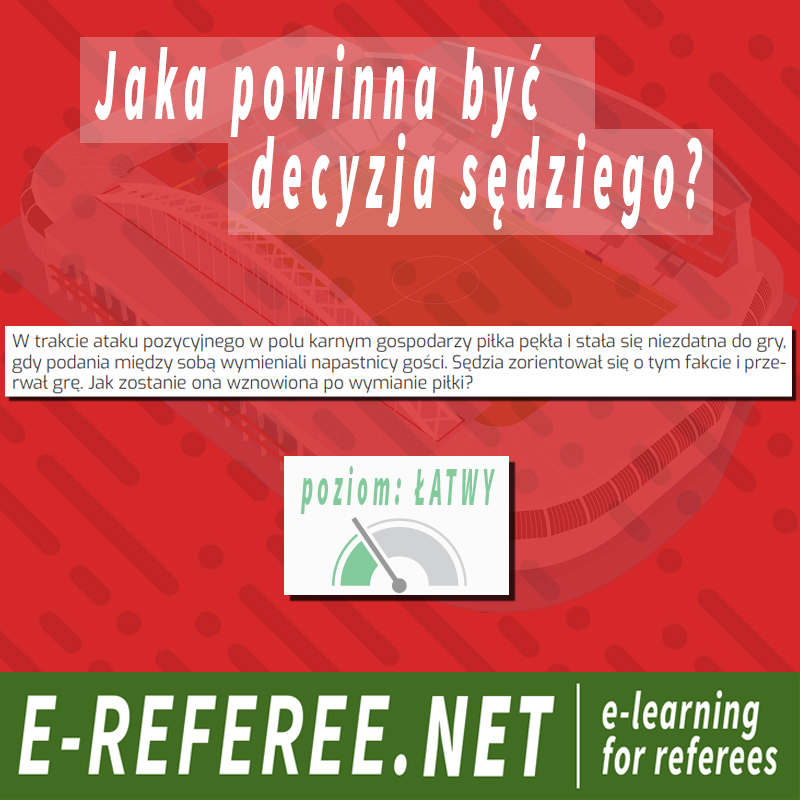 Jaka powinna być
decyzja sędziego?
W trakcie ataku pozycyjnego w polu karnym gospodarzy piłka pękła i stała się niezdatna do gry,
gdy podania między sobą wymieniali napastnicy gości. Sędzia zorientował się o tym fakcie i prze-
rwał grę. Jak zostanie ona wznowiona po wymianie piłki?
poziom: ŁATWY
E-REFEREE.NET
e-learning
for referees